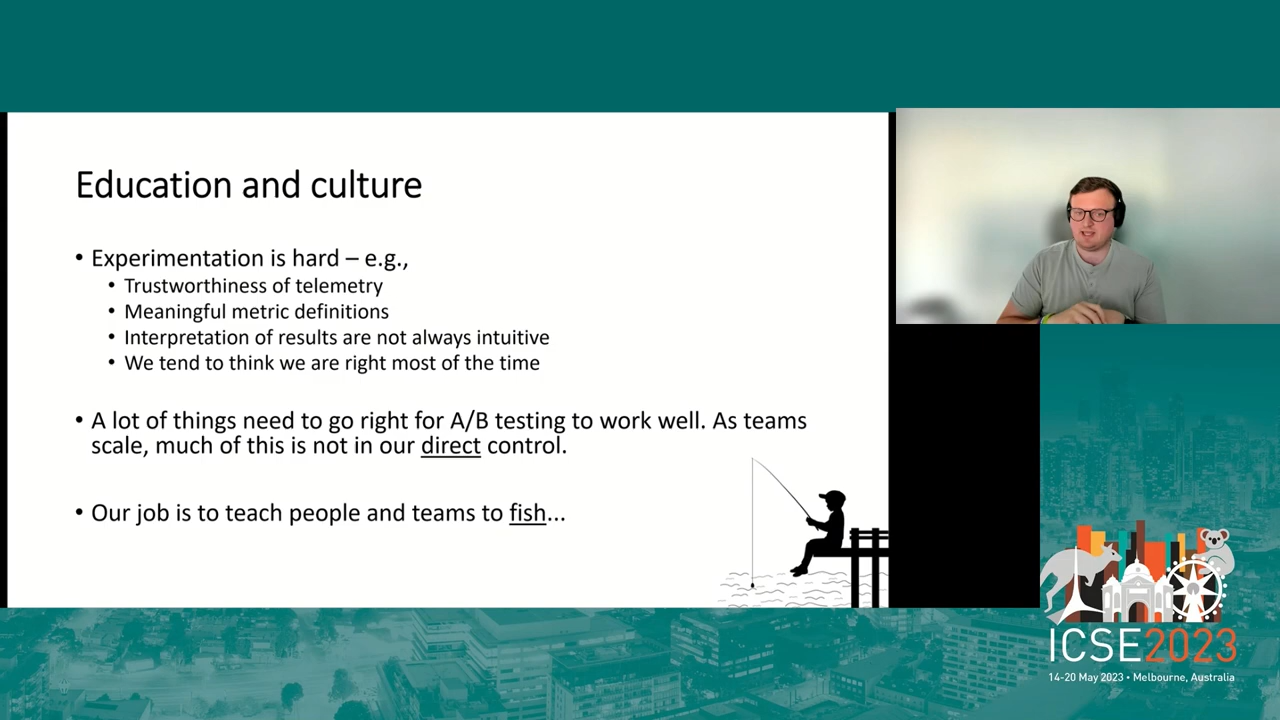 Education and culture
• Experimentation is hard – e.g.,
• Trustworthiness of telemetry
• Meaningful metric definitions
• Interpretation of results are not always intuitive
• We tend to think we are right most of the time
• A lot of things need to go right for A/B testing to work well. As teams
scale, much of this is not in our direct control.
• Our job is to teach people and teams to fish...
ICSE2023
14-20 May 2023 • Melbourne, Australia